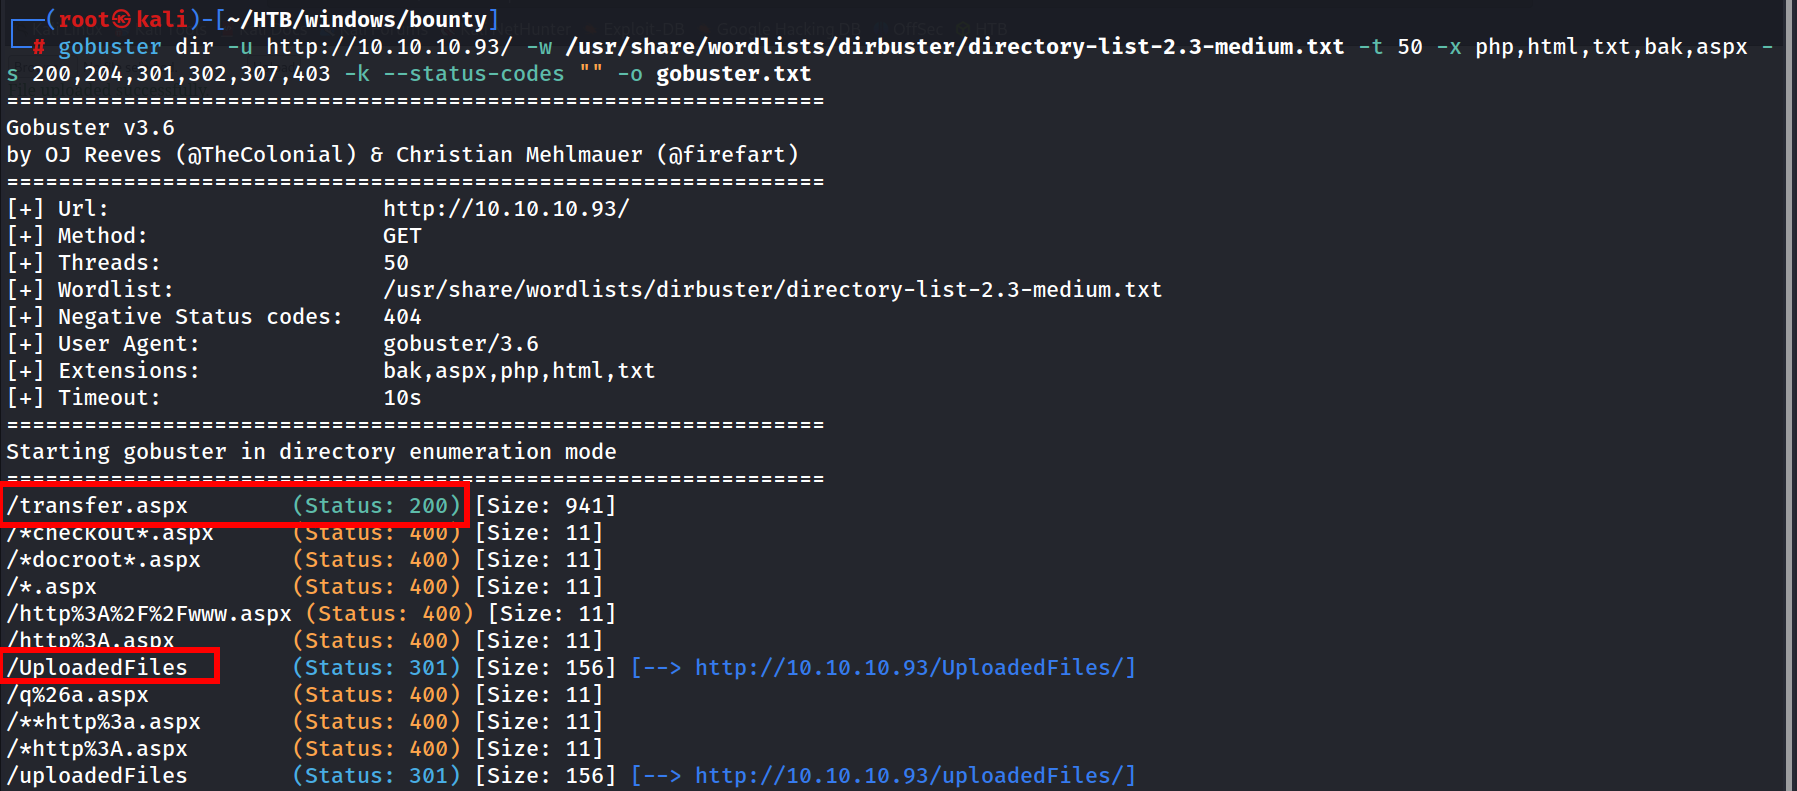 ┌──(root㉿kali)-[~/HTB/windows/bounty]
└─# gobuster dir -u http://10.10.10.93/ -w /usr/share/wordlists/dirbuster/directory-list-2.3-medium.txt -t 50 -x php,html,txt,bak,aspx -
s 200,204,301,302,307,403 -k --status-codes "" -o gobuster.txt
===============================================================
Gobuster v3.6
by OJ Reeves (@TheColonial) & Christian Mehlmauer (@firefart)
===============================================================
[+] Url:                     http://10.10.10.93/
[+] Method:                  GET
[+] Threads:                 50
[+] Wordlist:                /usr/share/wordlists/dirbuster/directory-list-2.3-medium.txt
[+] Negative Status codes:   404
[+] User Agent:              gobuster/3.6
[+] Extensions:              bak,aspx,php,html,txt
[+] Timeout:                 10s
===============================================================
Starting gobuster in directory enumeration mode
===============================================================
/transfer.aspx        (Status: 200) [Size: 941]
/*checkout*.aspx      (Status: 400) [Size: 11]
/*docroot*.aspx       (Status: 400) [Size: 11]
/*.aspx               (Status: 400) [Size: 11]
/http%3A%2F%2Fwww.aspx (Status: 400) [Size: 11]
/http%3A.aspx         (Status: 400) [Size: 11]
/UploadedFiles        (Status: 301) [Size: 156] [--> http://10.10.10.93/UploadedFiles/]
/q%26a.aspx           (Status: 400) [Size: 11]
/**http%3a.aspx       (Status: 400) [Size: 11]
/*http%3A.aspx        (Status: 400) [Size: 11]
/uploadedFiles        (Status: 301) [Size: 156] [--> http://10.10.10.93/uploadedFiles/]